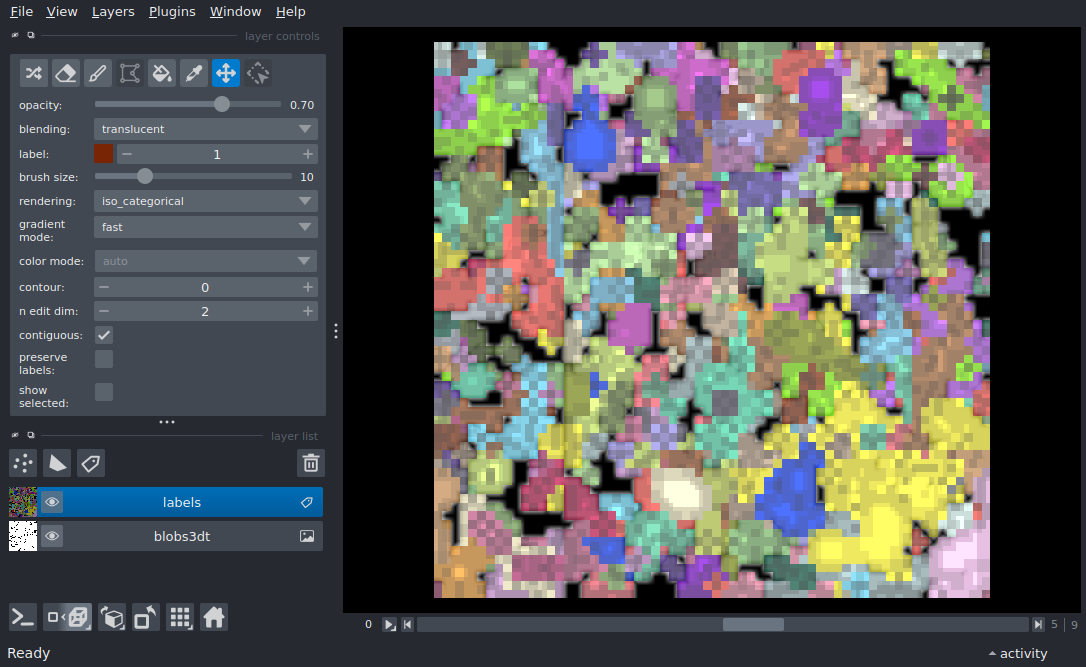 File View Layers Plugins Window Help
layer controls
opacity: 0.70
blending: translucent
label: 1
brush size: 10
rendering: iso_categorical
gradient
mode: fast
color mode: auto
contour: 0
n edit dim: 2
contiguous:
preserve
labels:
show
selected:
layer list
labels
blobs3dt
0 5 | 9
Ready activity